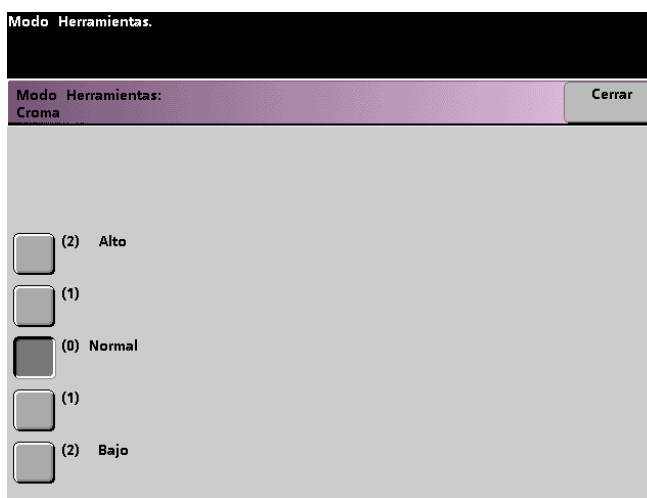 Modo Herramientas.
Modo Herramientas:
Cerrar
Croma
(2) Alto
(1)
(0) Normal
(1)
(2) Bajo